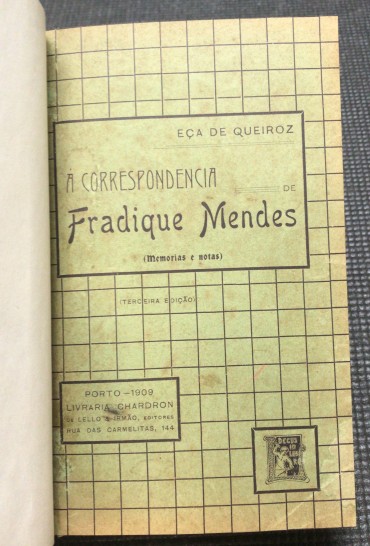 EÇA DE QUEIROZ
A CORRESPONDENCIA
DE
Fradique Mendes
(Memorias e notas)
(TERCEIRA EDIÇÃO)
PORTO—1909
LIVRARIA CHARDRON
DE LELLO & IRMÃO, EDITORES
RUA DAS CARMELITAS, 144
DECUS